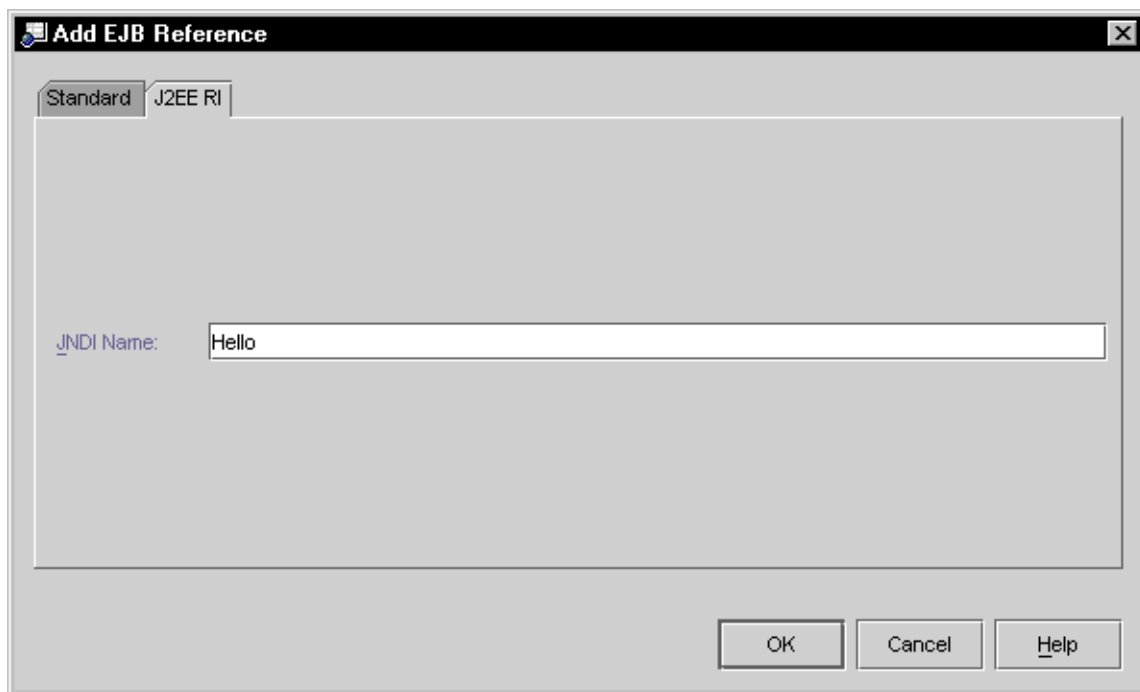 Add EJB Reference
Standard J2EE RI
JNDI Name: Hello
OK Cancel Help